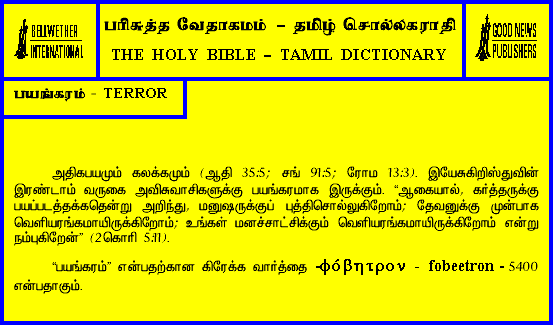 BELLWETHER
INTERNATIONAL
பரிசுத்த வேதாகமம் – தமிழ் சொல்லகராதி
THE HOLY BIBLE – TAMIL DICTIONARY
GOOD NEWS
PUBLISHERS
பயங்கரம் - TERROR
அதிகபயமும் கலக்கமும் (ஆதி 35:5; சங் 91:5; ரோம 13:3). இயேசுகிறிஸ்துவின்
இரண்டாம் வருகை அவிசுவாசிகளுக்கு பயங்கரமாக இருக்கும். “ஆகையால், கர்த்தருக்கு
பயப்படத்தக்கதென்று அறிந்து, மனுஷருக்குப் புத்திசொல்லுகிறோம்; தேவனுக்கு முன்பாக
வெளியரங்கமாயிருக்கிறோம்; உங்கள் மனச்சாட்சிக்கும் வெளியரங்கமாயிருக்கிறோம் என்று
நம்புகிறேன்” (2கொரி 5:11).
“பயங்கரம்” என்பதற்கான கிரேக்க வார்த்தை -φόβητρον - fobeetron - 5400
என்பதாகும்.